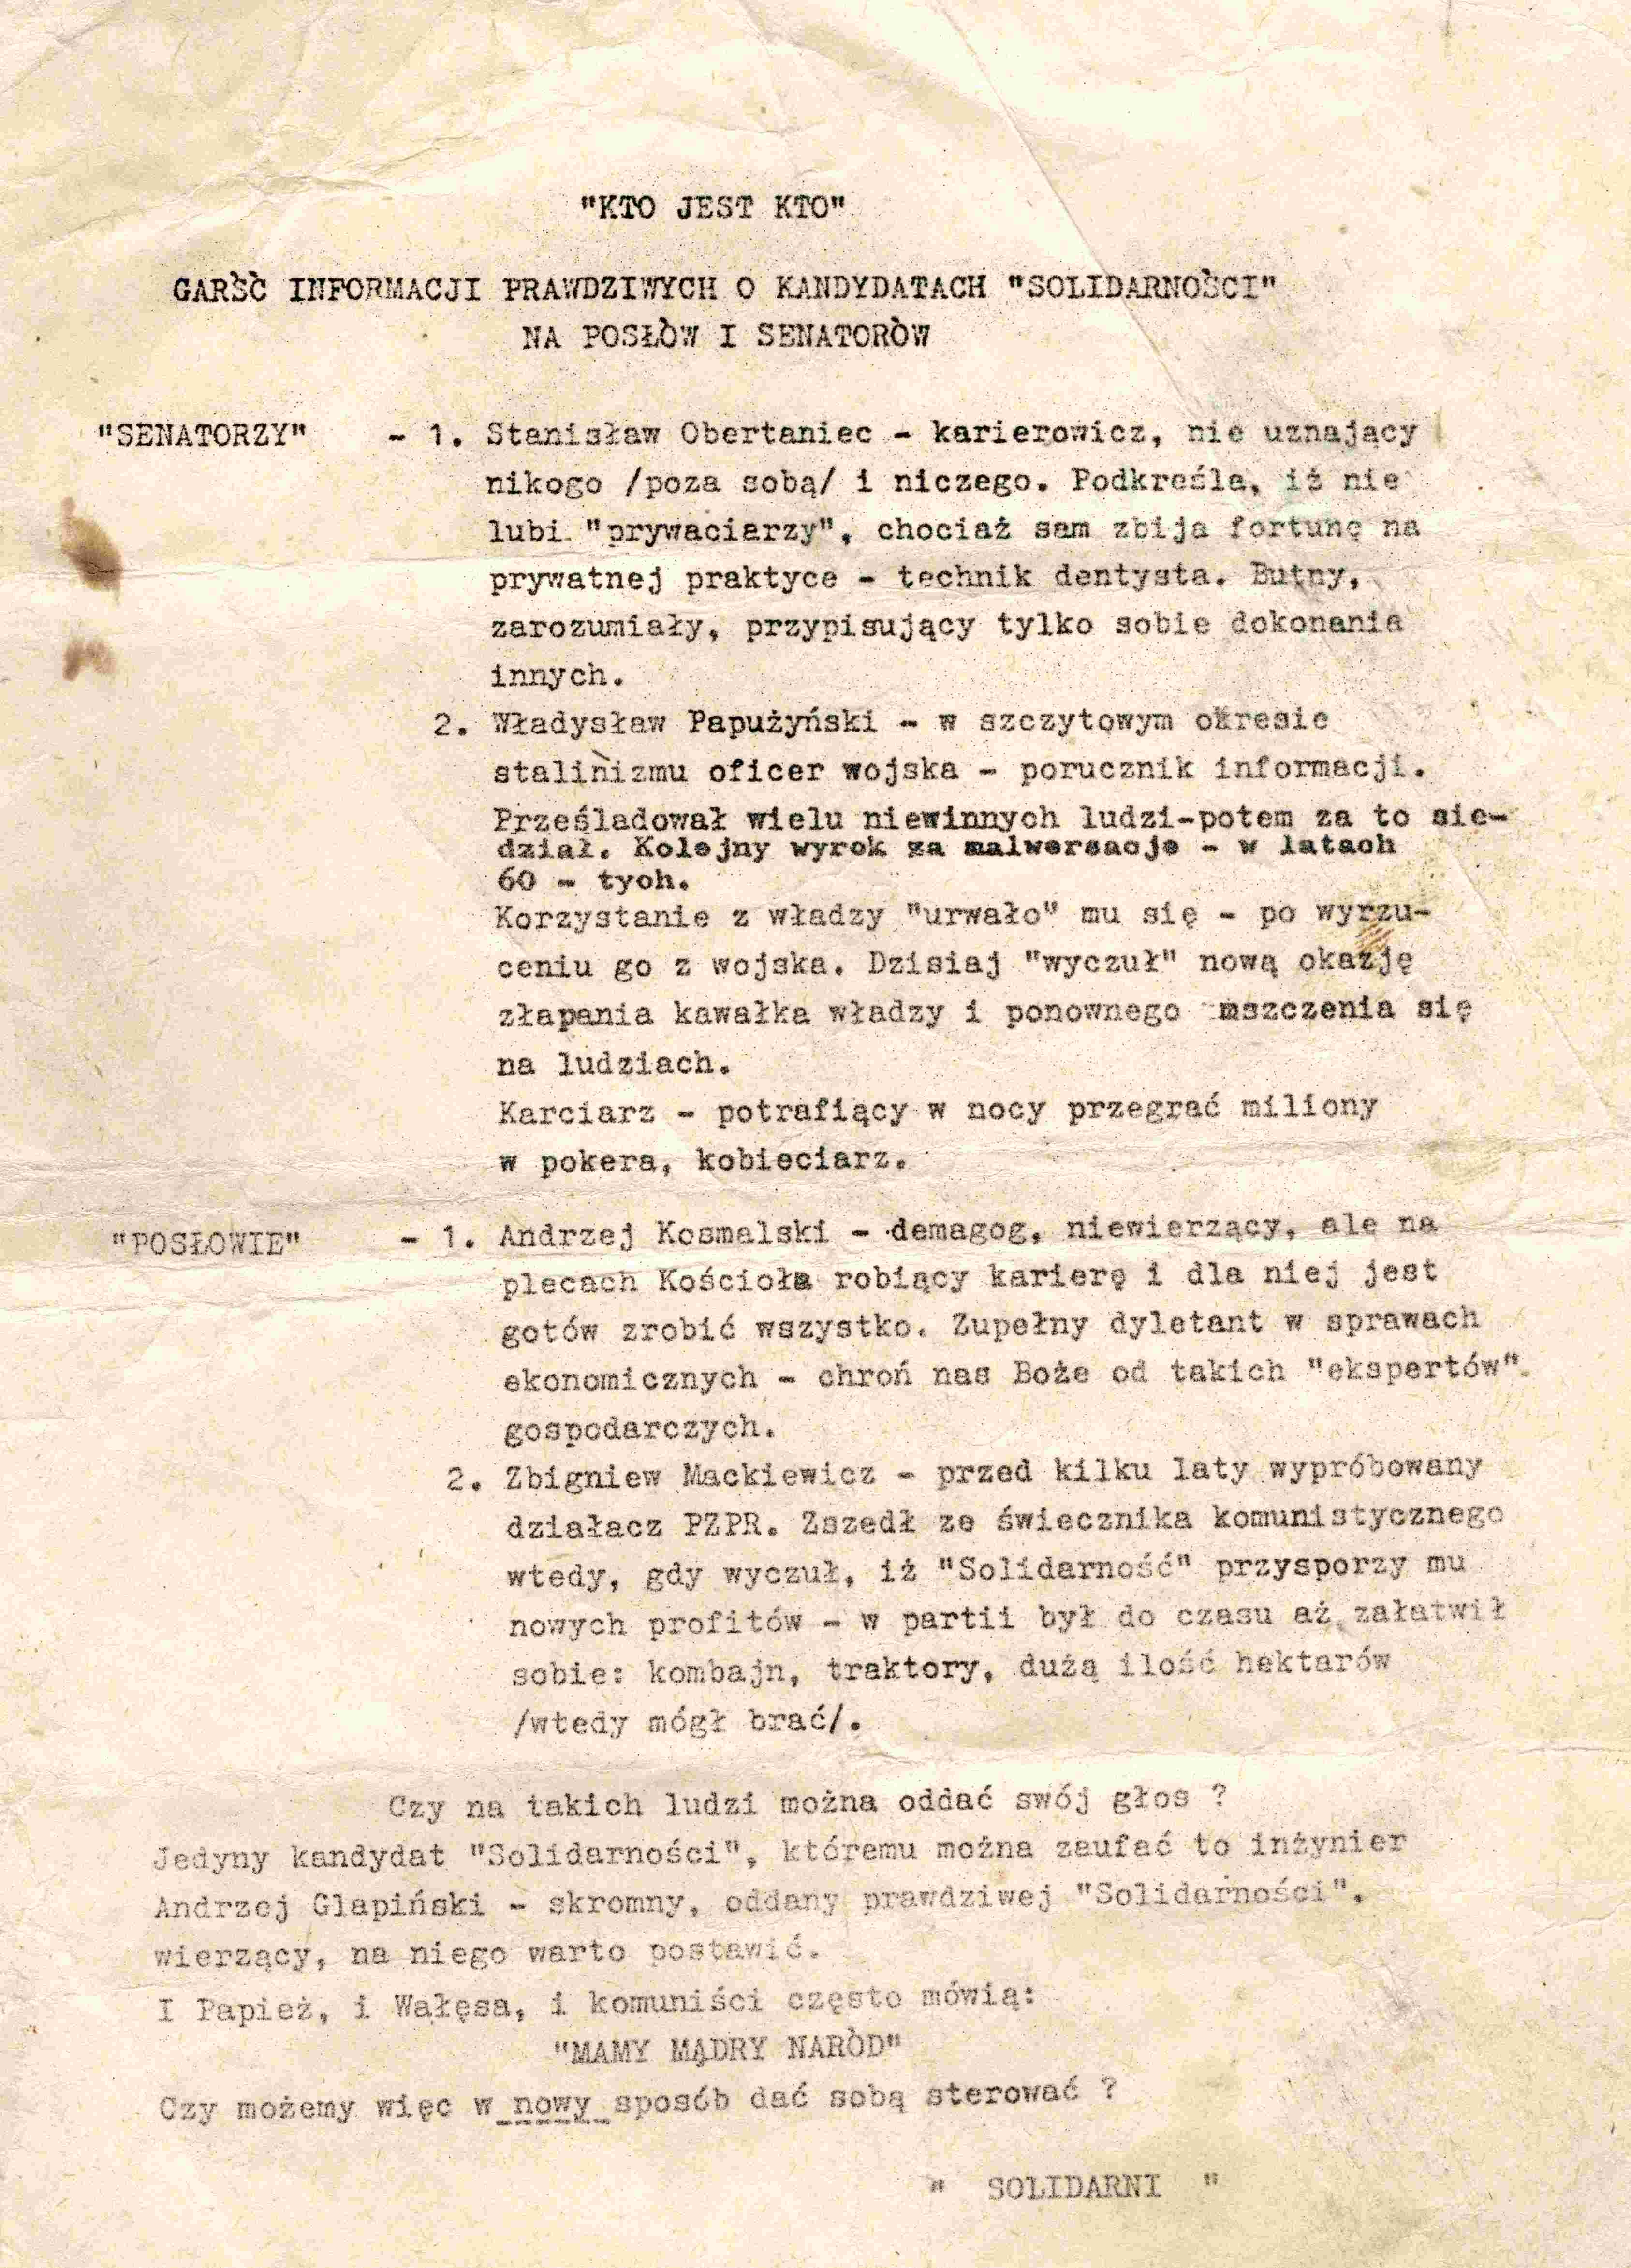 "KTO JEST KTO"
GARŚĆ INFORMACJI PRAWDZIWYCH O KANDYDATACH "SOLIDARNOŚCI"
NA POSŁÓW I SENATORÓW
"SENATORZY" - 1. Stanisław Obertaniec - karierowicz, nie uznający
nikogo /poza sobą/ i niczego. Podkreśla, iż nie
lubi "prywaciarzy", chociaż sam zbija fortunę na
prywatnej praktyce - technik dentysta. Butny,
zarozumiały, przypisujący tylko sobie dokonania
innych.
2. Władysław Papużyński - w szczytowym okresie
stalinizmu oficer wojska - porucznik informacji.
Prześladował wielu niewinnych ludzi-potem za to sie-
dział. Kolejny wyrok za malwersacje - w latach
60 - tych.
Korzystanie z władzy "urwało" mu się - po wyrzu-
ceniu go z wojska. Dzisiaj "wyczuł" nową okazję
złapania kawałka władzy i ponownego mszczenia się
na ludziach.
Karciarz - potrafiący w nocy przegrać miliony
w pokera, kobieciarz.
"POSŁOWIE" - 1. Andrzej Kosmalski - demagog, niewierzący, ale na
plecach Kościoła robiący karierę i dla niej jest
gotów zrobić wszystko. Zupełny dyletant w sprawach
ekonomicznych - chroń nas Boże od takich "ekspertów".
gospodarczych.
2. Zbigniew Mackiewicz - przed kilku laty wypróbowany
działacz PZPR. Zszedł ze świecznika komunistycznego
wtedy, gdy wyczuł, iż "Solidarność" przysporzy mu
nowych profitów - w partii był do czasu aż załatwił
sobie: kombajn, traktory, dużą ilość hektarów
/wtedy mógł brać/.
Czy na takich ludzi można oddać swój głos ?
Jedyny kandydat "Solidarności", któremu można zaufać to inżynier
Andrzej Glapiński - skromny, oddany prawdziwej "Solidarności",
wierzący, na niego warto postawić.
I Papież, i Wałęsa, i komuniści często mówią:
"MAMY MĄDRY NARÓD"
Czy możemy więc w nowy sposób dać sobą sterować ?
" SOLIDARNI "